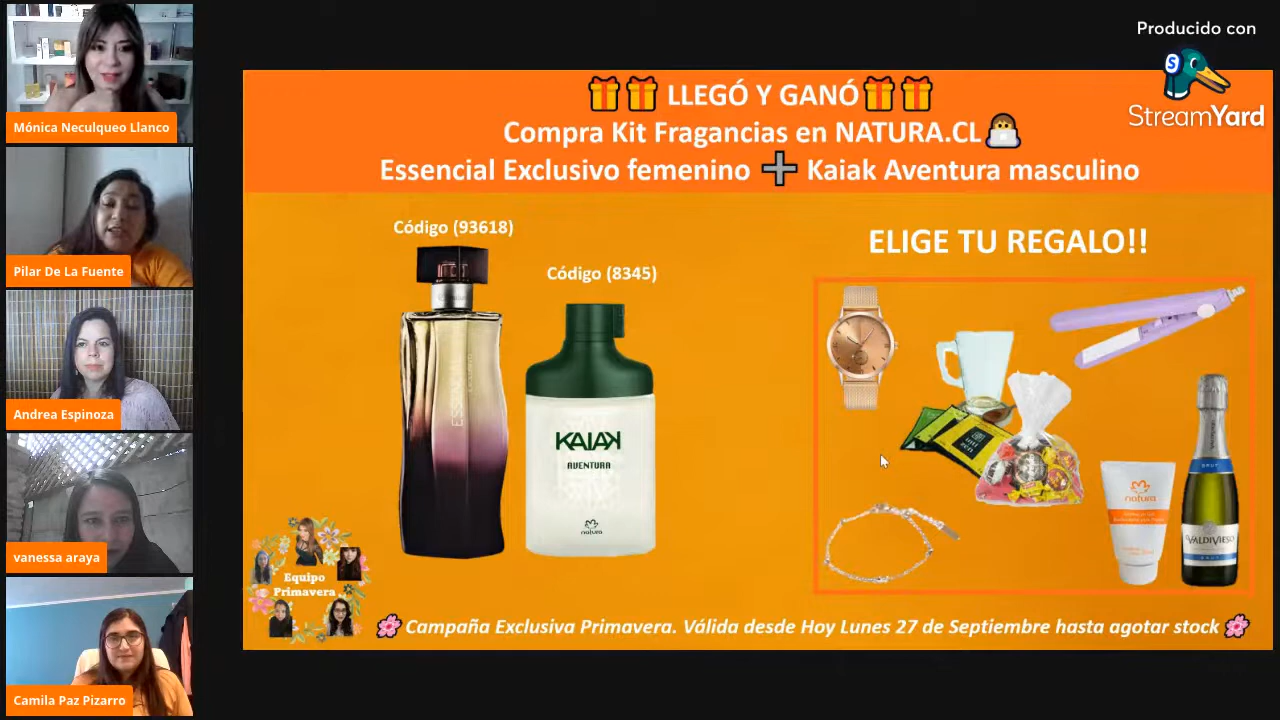 Producido con
StreamYard
Mónica Neculqueo Llanco
Pilar De La Fuente
Andrea Espinoza
vanessa araya
Camila Paz Pizarro
LLEGÓ Y GANÓ
Compra Kit Fragancias en NATURA.CL
Essencial Exclusivo femenino ➕ Kaiak Aventura masculino
Código (93618)
Código (8345)
KAIAK
AVENTURA
natura
ELIGE TU REGALO!!
natura
BRUT
VALDIVIESO
BRUT
Equipo
Primavera
Campaña Exclusiva Primavera. Válida desde Hoy Lunes 27 de Septiembre hasta agotar stock